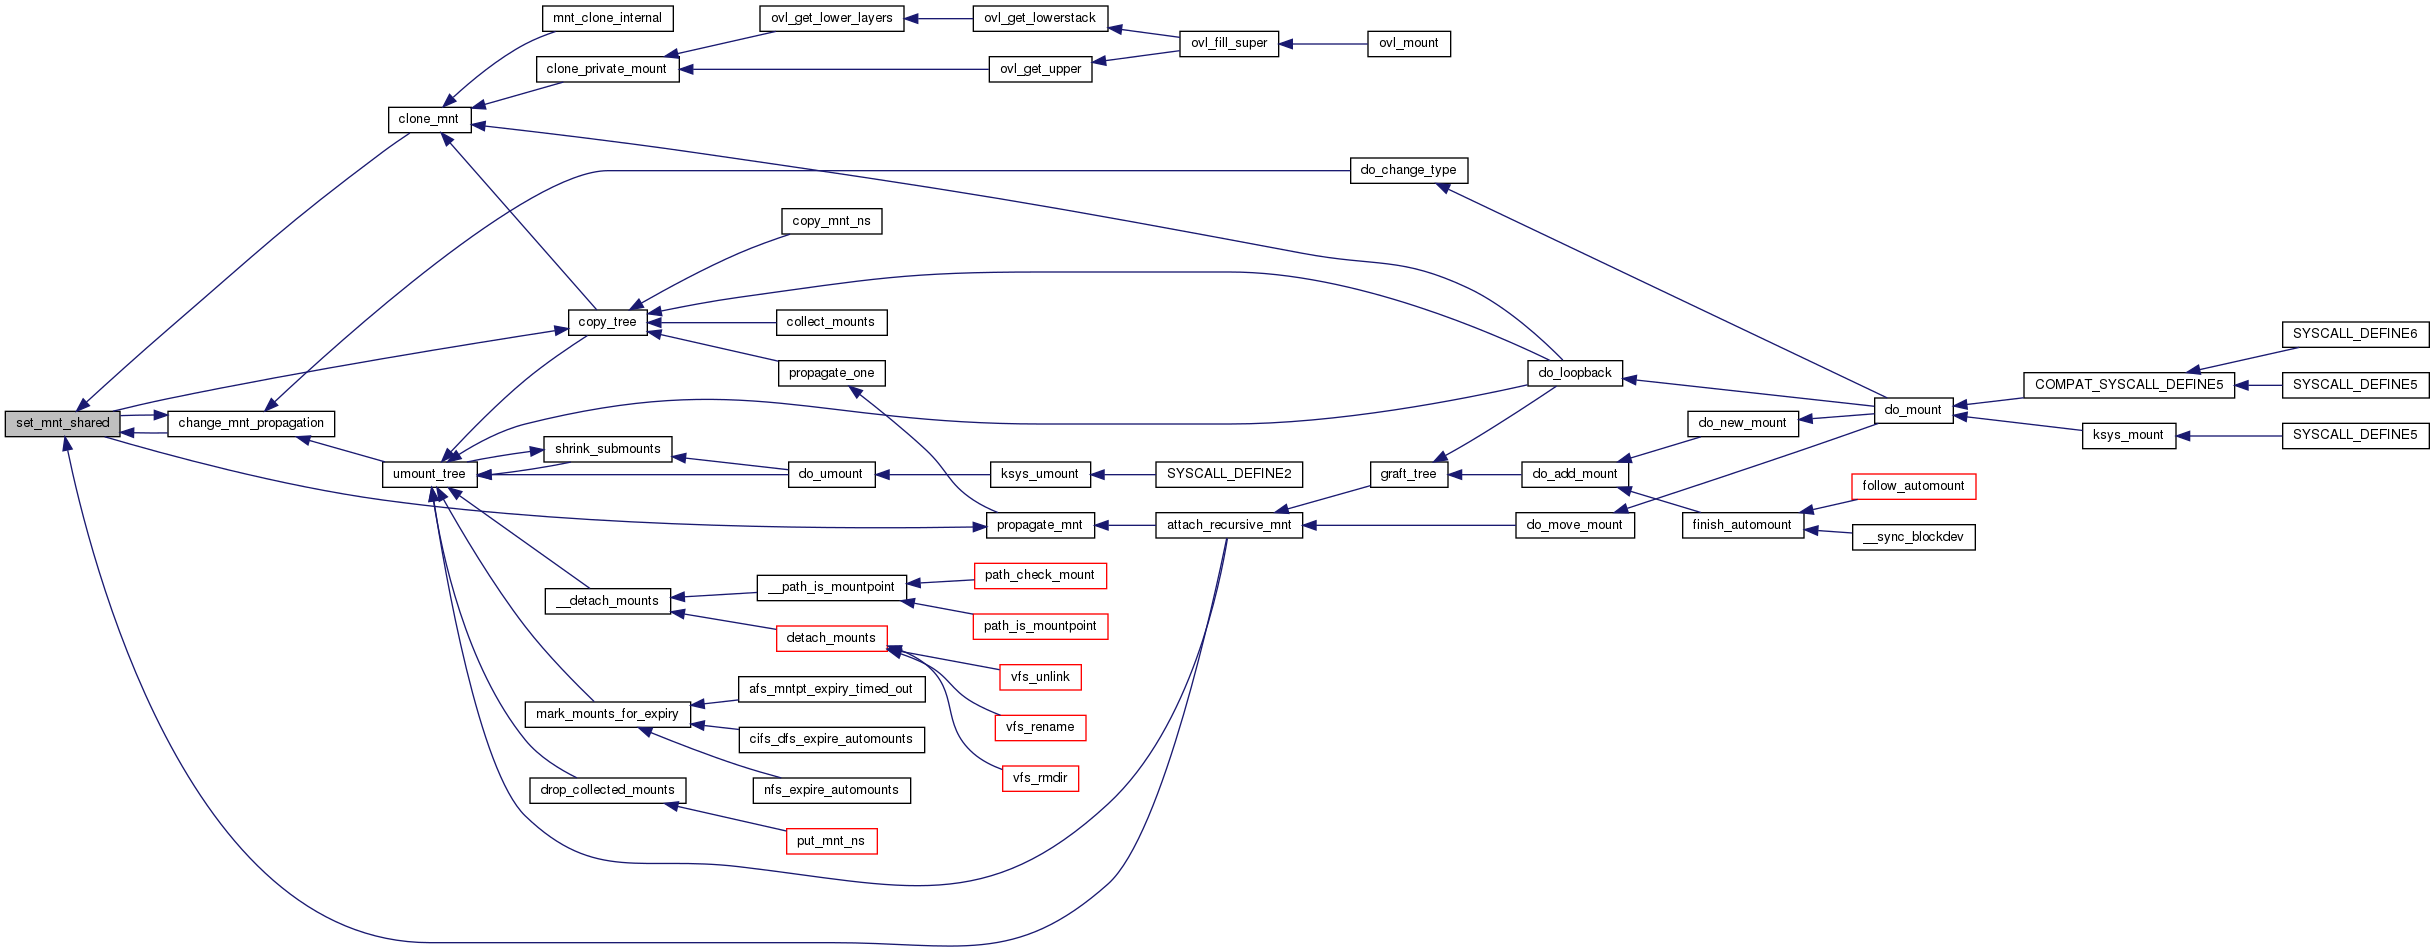 mnt_clone_internal
ovl_get_lower_layers
ovl_get_lowerstack
ovl_fill_super
ovl_mount
clone_private_mount
ovl_get_upper
clone_mnt
do_change_type
copy_mnt_ns
copy_tree
collect_mounts
SYSCALL_DEFINE6
propagate_one
do_loopback
COMPAT_SYSCALL_DEFINE5
SYSCALL_DEFINE5
set_mnt_shared
change_mnt_propagation
do_new_mount
do_mount
ksys_mount
SYSCALL_DEFINE5
shrink_submounts
umount_tree
do_umount
ksys_umount
SYSCALL_DEFINE2
graft_tree
do_add_mount
follow_automount
propagate_mnt
attach_recursive_mnt
do_move_mount
finish_automount
__sync_blockdev
path_check_mount
__path_is_mountpoint
__detach_mounts
path_is_mountpoint
detach_mounts
vfs_unlink
afs_mntpt_expiry_timed_out
mark_mounts_for_expiry
vfs_rename
cifs_dfs_expire_automounts
vfs_rmdir
drop_collected_mounts
nfs_expire_automounts
put_mnt_ns